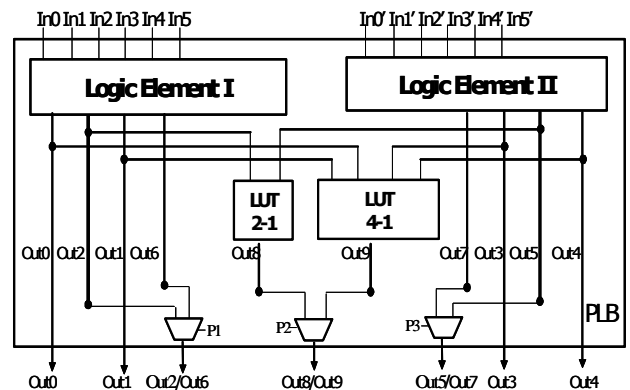 In0 In1 In2 In3 In4 In5
In0' In1' In2' In3' In4' In5'
Logic Element I
Logic Element II
LUT
2-1
LUT
4-1
Out0 Out2 Out1 Out6
Out8
Out9
Out7 Out3 Out5 Out4
P1
P2
P3
PLB
Out0 Out1 Out2/Out6 Out8/Out9 Out5/Out7 Out3 Out4